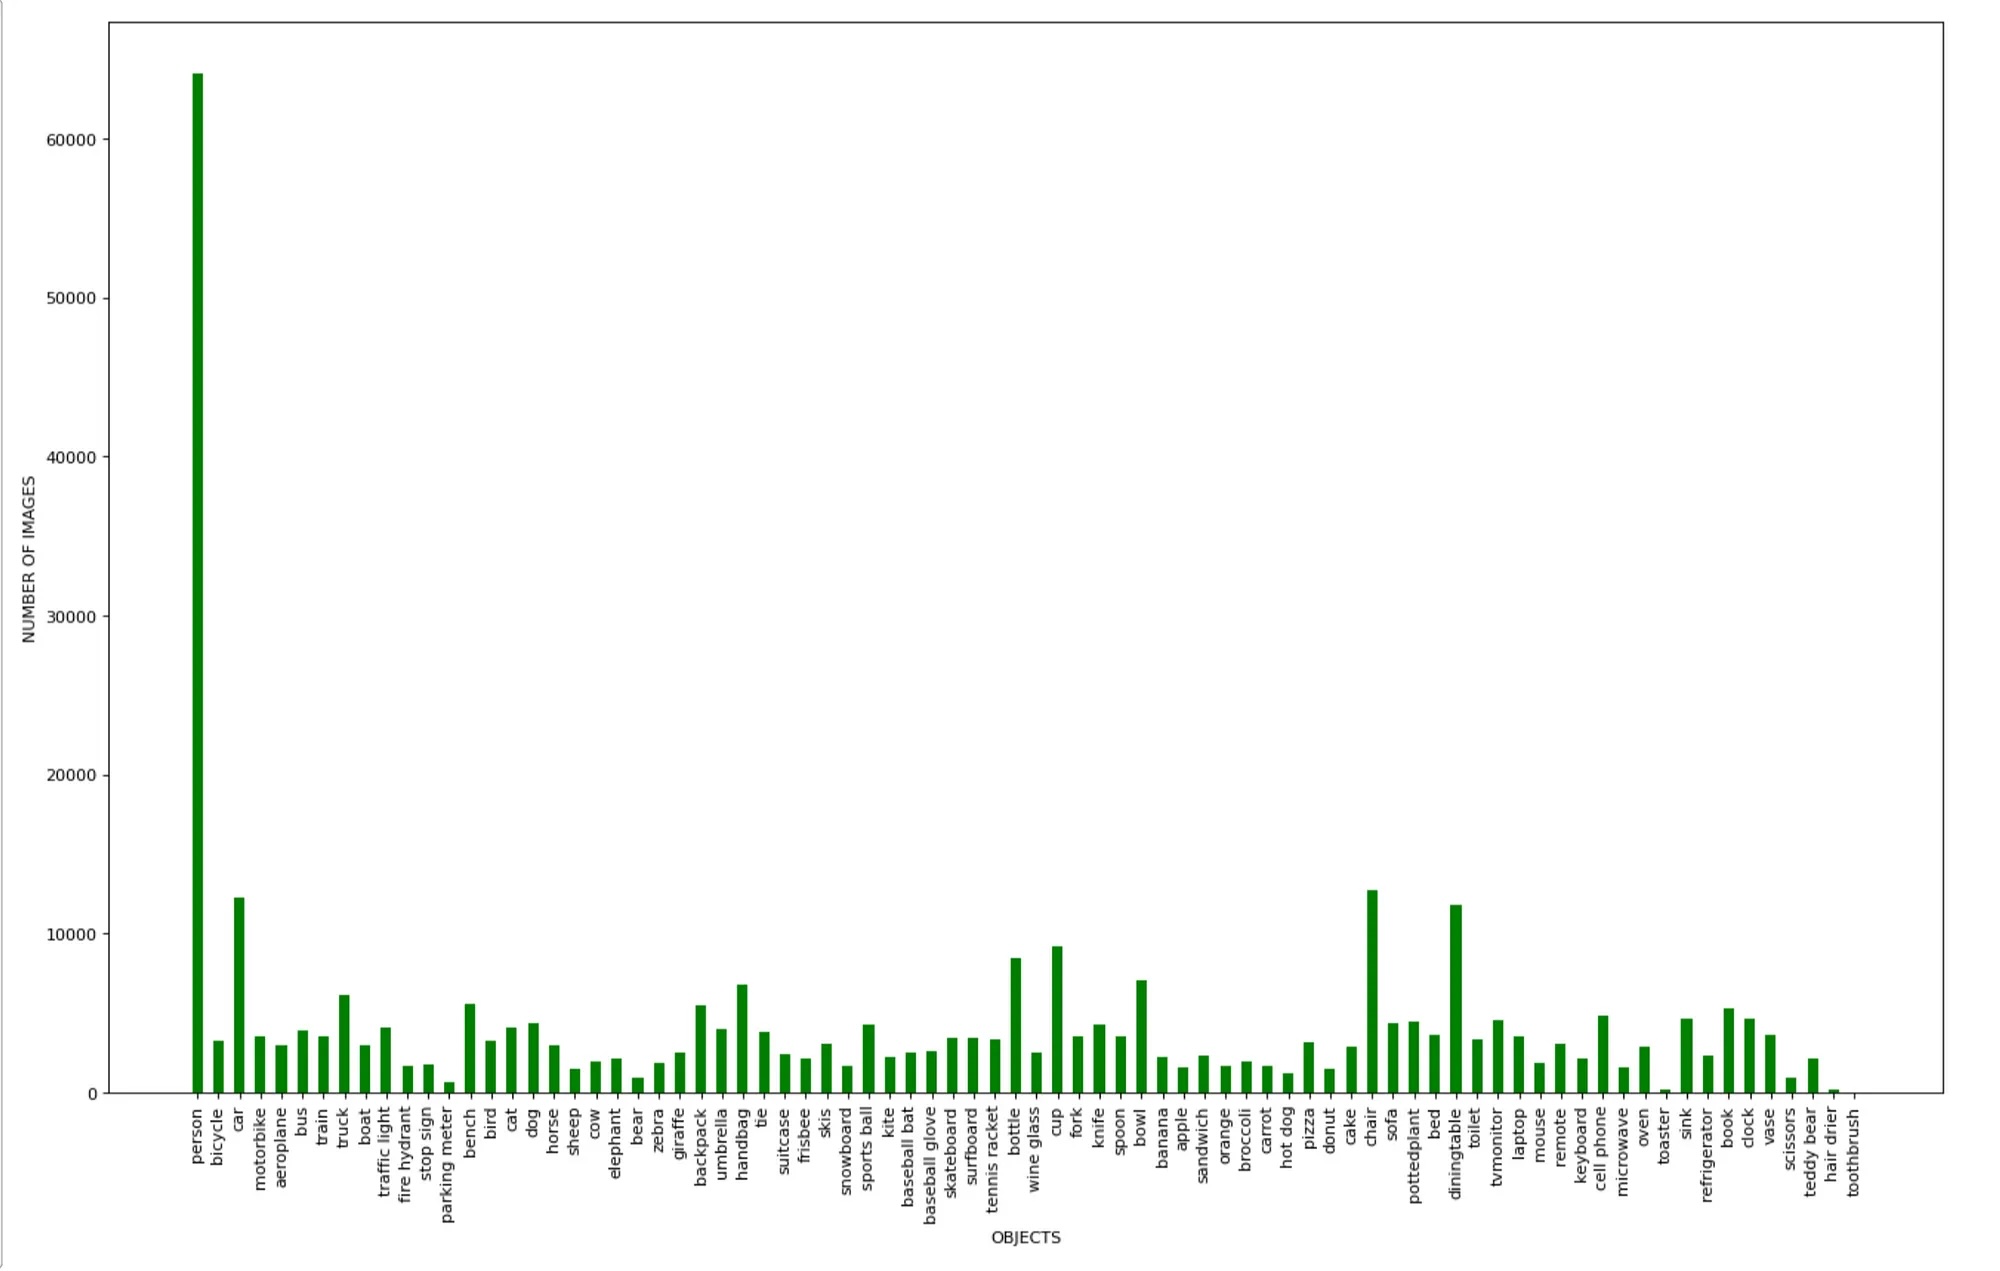 NUMBER OF IMAGES
60000
50000
40000
30000
20000
10000
0
person
bicycle
car
motorbike
aeroplane
bus
train
truck
boat
traffic light
fire hydrant
stop sign
parking meter
bench
bird
cat
dog
horse
sheep
cow
elephant
bear
zebra
giraffe
backpack
umbrella
handbag
tie
suitcase
frisbee
skis
snowboard
sports ball
kite
baseball bat
baseball glove
skateboard
surfboard
tennis racket
bottle
wine glass
cup
fork
knife
spoon
bowl
banana
apple
sandwich
orange
broccoli
carrot
hot dog
pizza
donut
cake
chair
sofa
pottedplant
bed
diningtable
toilet
tvmonitor
laptop
mouse
remote
keyboard
cell phone
microwave
oven
toaster
sink
refrigerator
book
clock
vase
scissors
teddy bear
hair drier
toothbrush
OBJECTS